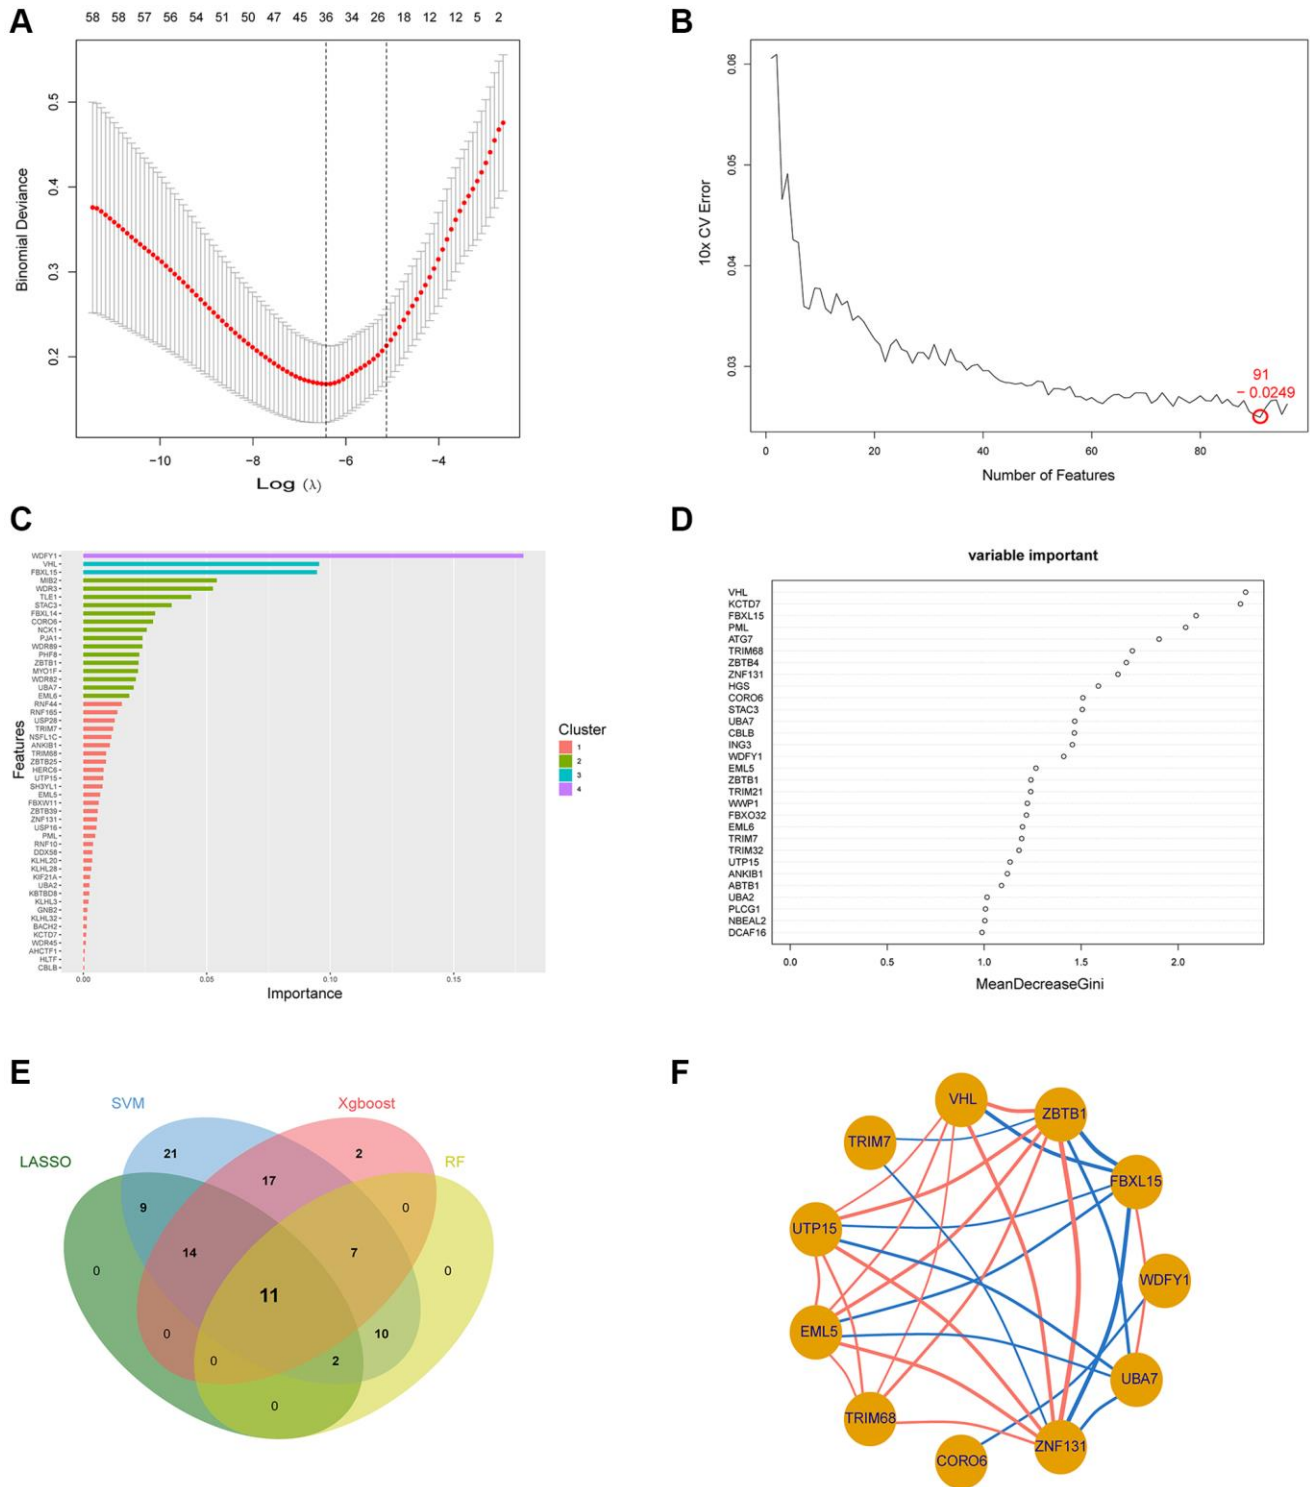 A
58 58 57 56 54 51 50 47 45 36 34 26 18 12 12 5 2
Binomial Deviance
0.5
0.4
0.3
0.2
−10 −8 −6 −4
Log (λ)
B
10x CV Error
0.06
0.05
0.04
0.03
91
− 0.0249
0 20 40 60 80
Number of Features
C
Features
WDFY1
VHL
FBXL15
MIB2
WDR3
TLE1
STAC3
FBXL14
CORO6
NCK1
PJA1
WDR89
PHF8
ZBTB1
MYO1F
WDR82
UBA7
EML6
RNF44
RNF165
USP28
TRIM7
NSFL1C
ANKIB1
TRIM68
ZBTB25
HERC6
UTP15
SH3YL1
EML5
FBXW11
ZBTB39
ZNF131
USP16
PML
RNF10
DDX58
KLHL20
KLHL28
KIF21A
UBA2
KBTBD8
KLHL3
GNB2
KLHL32
BACH2
KCTD7
WDR45
AHCTF1
HLTF
CBLB
0.00 0.05 0.10 0.15
Importance
Cluster
1
2
3
4
D
variable important
VHL
KCTD7
FBXL15
PML
ATG7
TRIM68
ZBTB4
ZNF131
HGS
CORO6
STAC3
UBA7
CBLB
ING3
WDFY1
EML5
ZBTB1
TRIM21
WWP1
FBXO32
EML6
TRIM7
TRIM32
UTP15
ANKIB1
ABTB1
UBA2
PLCG1
NBEAL2
DCAF16
0.0 0.5 1.0 1.5 2.0
MeanDecreaseGini
E
SVM Xgboost
LASSO RF
21 2
17
9 0
14 7
0 11 0
0 10
0 2
0
F
VHL
ZBTB1
TRIM7
FBXL15
UTP15
WDFY1
EML5
UBA7
TRIM68
ZNF131
CORO6